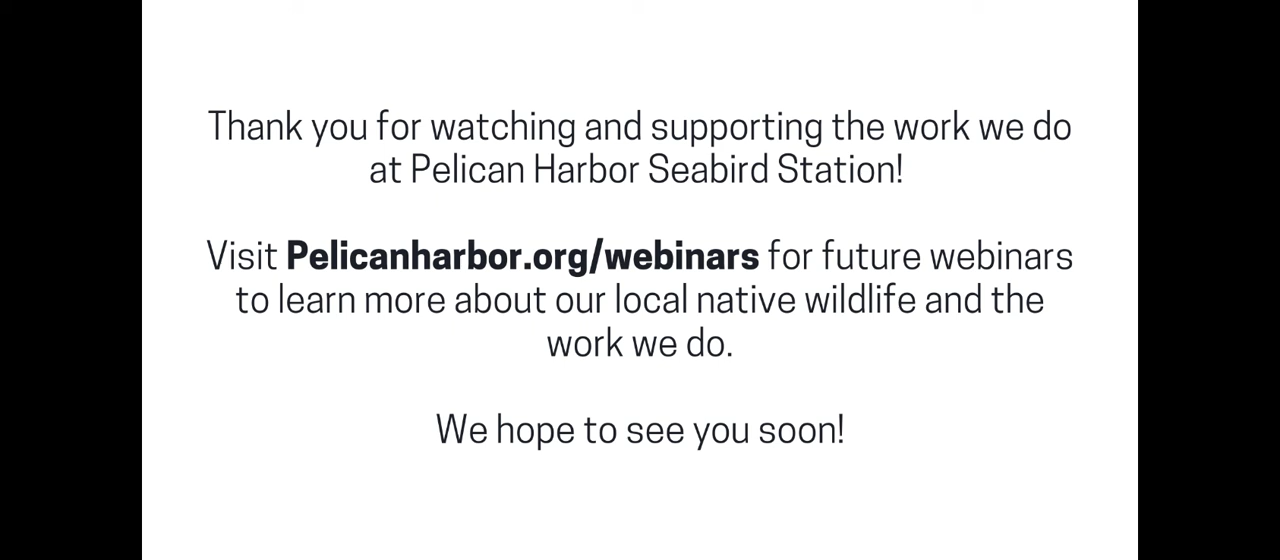 Thank you for watching and supporting the work we do
at Pelican Harbor Seabird Station!
Visit Pelicanharbor.org/webinars for future webinars
to learn more about our local native wildlife and the
work we do.
We hope to see you soon!